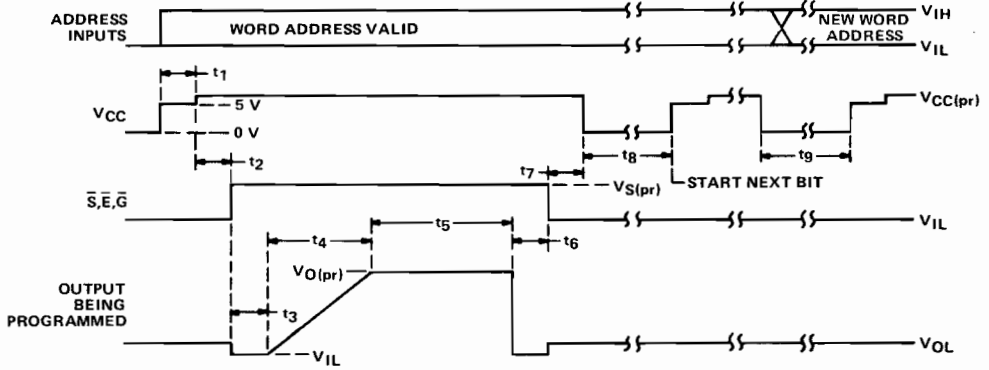 ADDRESS
INPUTS
WORD ADDRESS VALID
NEW WORD
ADDRESS
VIH
VIL
t1
VCC
5 V
0 V
VCC(pr)
t2
t7
t8
t9
START NEXT BIT
S̅,E̅,G̅
VS(pr)
VIL
t4
t5
t6
VO(pr)
OUTPUT
BEING
PROGRAMMED
t3
VIL
VOL